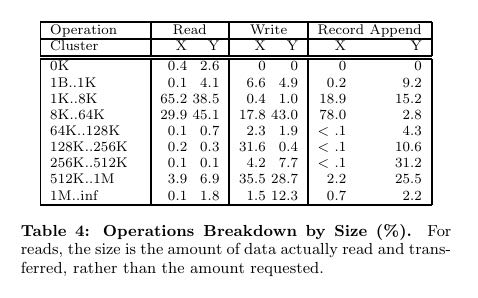 Operation Read Write Record Append
Cluster X Y X Y X Y
0K 0.4 2.6 0 0 0 0
1B..1K 0.1 4.1 6.6 4.9 0.2 9.2
1K..8K 65.2 38.5 0.4 1.0 18.9 15.2
8K..64K 29.9 45.1 17.8 43.0 78.0 2.8
64K..128K 0.1 0.7 2.3 1.9 < .1 4.3
128K..256K 0.2 0.3 31.6 0.4 < .1 10.6
256K..512K 0.1 0.1 4.2 7.7 < .1 31.2
512K..1M 3.9 6.9 35.5 28.7 2.2 25.5
1M..inf 0.1 1.8 1.5 12.3 0.7 2.2
Table 4: Operations Breakdown by Size (%). For
reads, the size is the amount of data actually read and trans-
ferred, rather than the amount requested.